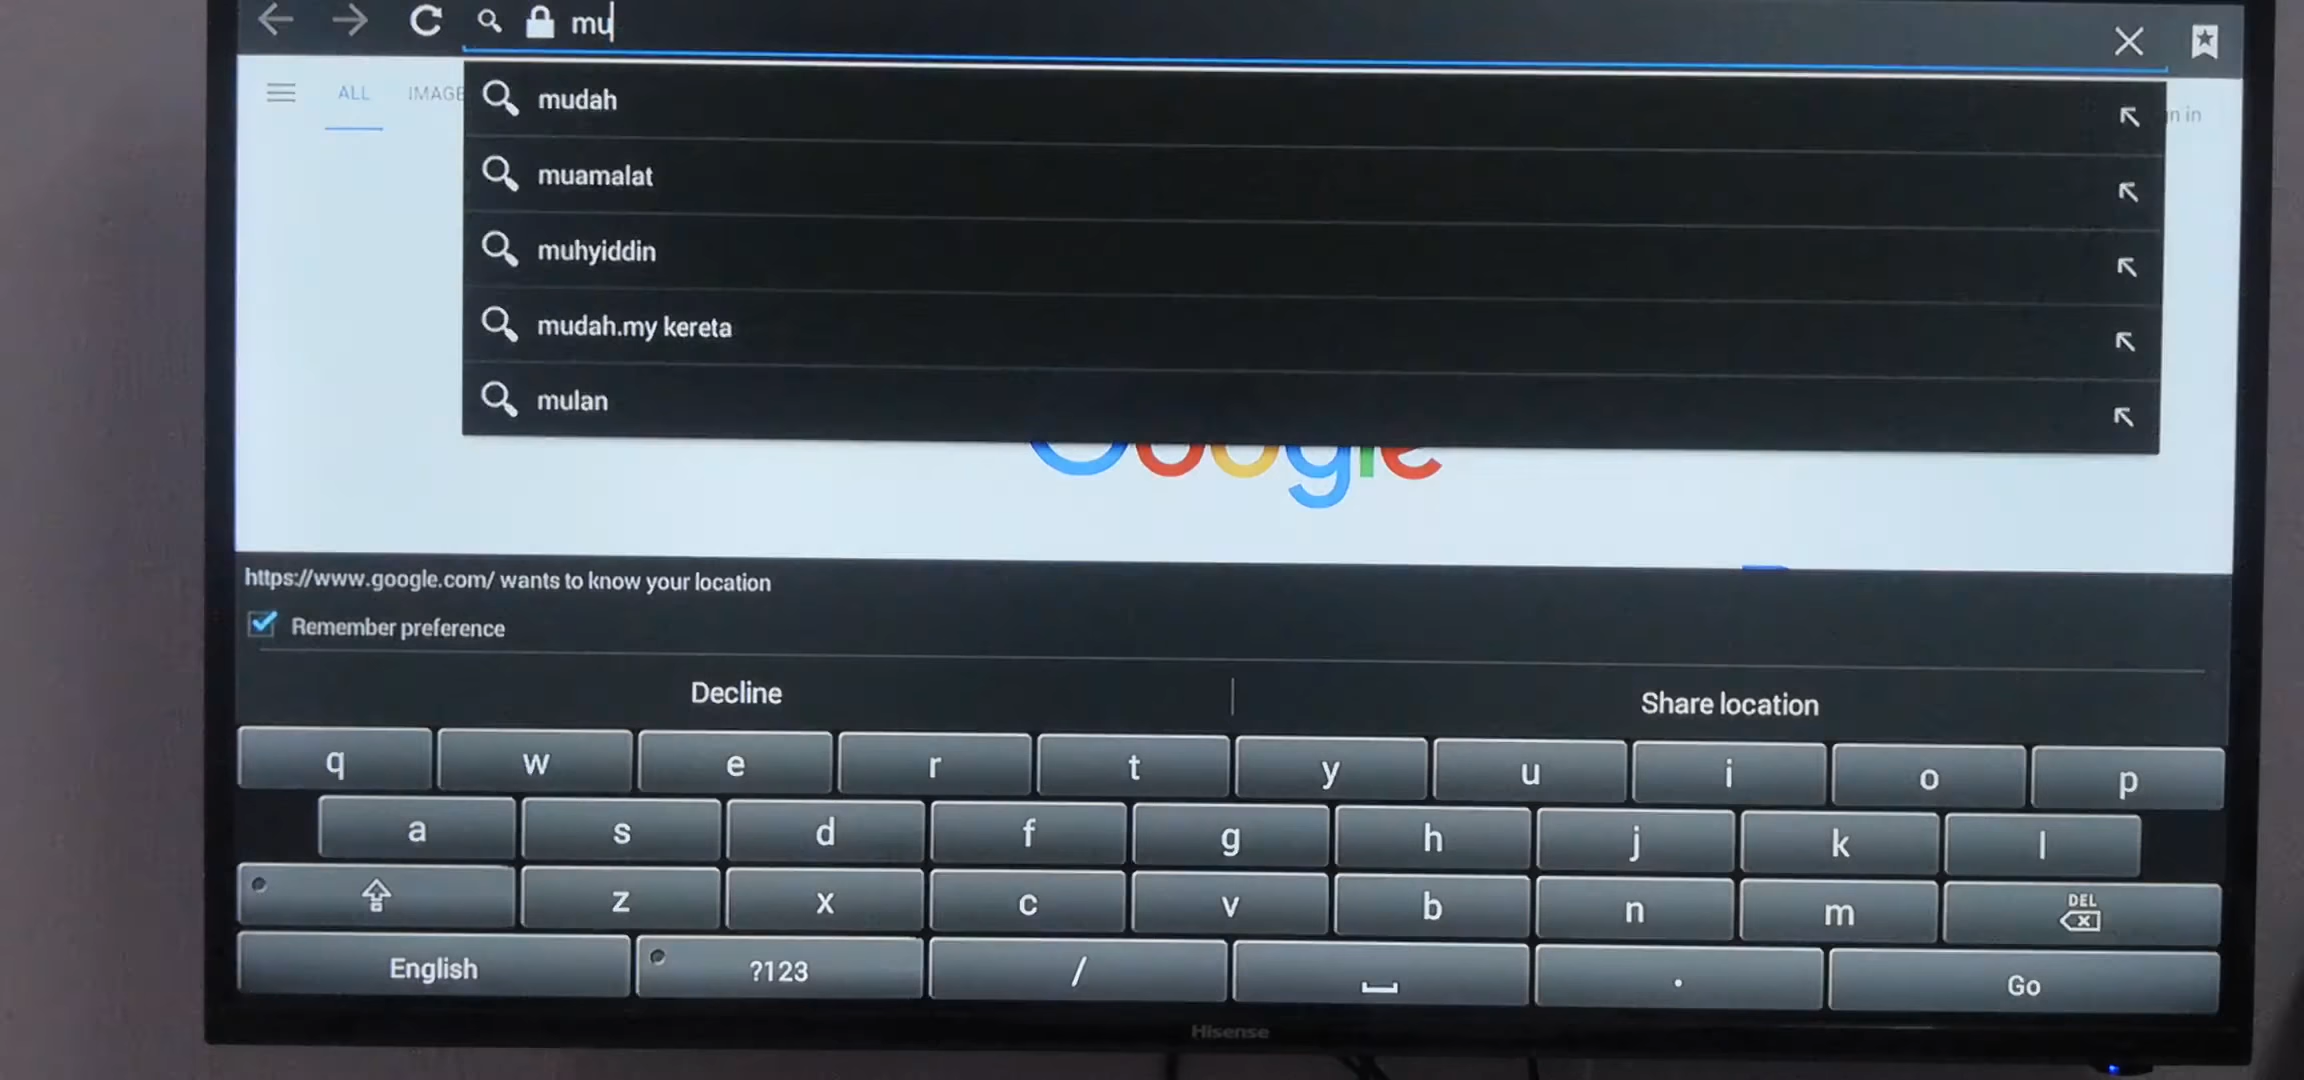 mu
ALL IMAGE
mudah
n in
muamalat
muhyiddin
mudah.my kereta
mulan
Google
https://www.google.com/ wants to know your location
Remember preference
Decline
Share location
q w e r t y u i o p
a s d f g h j k l
z x c v b n m DEL
English ?123 / . Go
Hisense